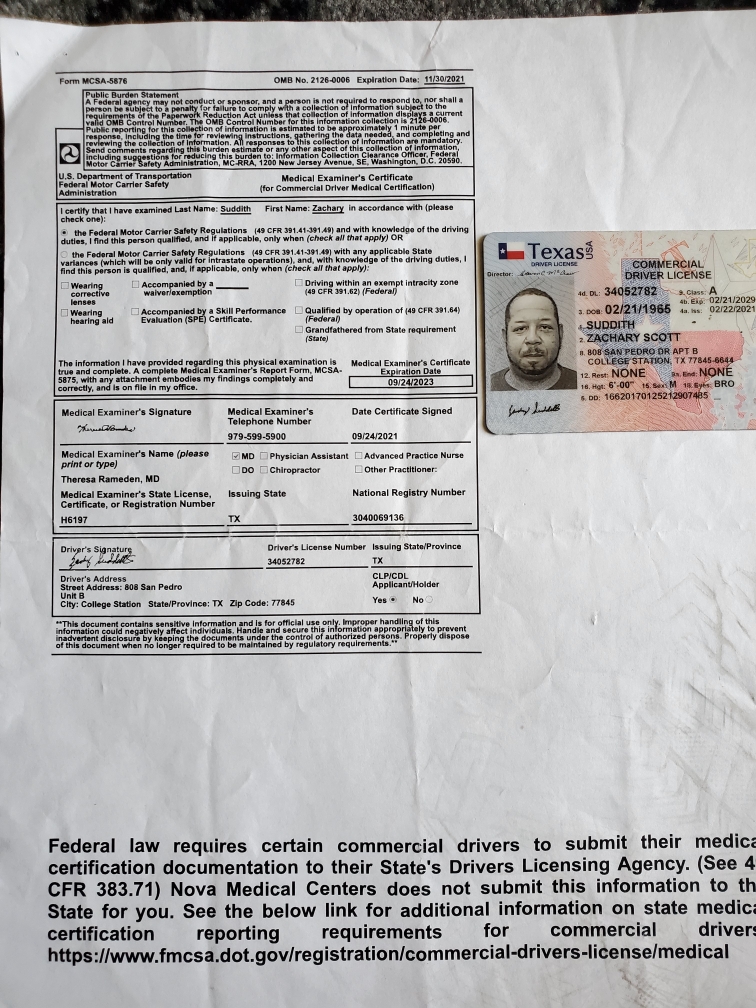 Form MCSA-5876 OMB No. 2126-0006 Expiration Date: 11/30/2021
Public Burden Statement
A Federal agency may not conduct or sponsor, and a person is not required to respond to, nor shall a
person be subject to a penalty for failure to comply with a collection of information subject to the
requirements of the Paperwork Reduction Act unless that collection of information displays a current
valid OMB Control Number. The OMB Control Number for this information collection is 2126-0006.
Public reporting for this collection of information is estimated to be approximately 1 minute per
response, including the time for reviewing instructions, gathering the data needed, and completing and
reviewing the collection of information. All responses to this collection of information are mandatory.
Send comments regarding this burden estimate or any other aspect of this collection of information,
including suggestions for reducing this burden to: Information Collection Clearance Officer, Federal
Motor Carrier Safety Administration, MC-RRA, 1200 New Jersey Avenue, SE, Washington, D.C. 20590.
U.S. Department of Transportation
Federal Motor Carrier Safety
Administration
Medical Examiner's Certificate
(for Commercial Driver Medical Certification)
I certify that I have examined Last Name: Suddith First Name: Zachary in accordance with (please
check one):
the Federal Motor Carrier Safety Regulations (49 CFR 391.41-391.49) and with knowledge of the driving
duties, I find this person qualified, and if applicable, only when (check all that apply) OR
the Federal Motor Carrier Safety Regulations (49 CFR 391.41-391.49) with any applicable State
variances (which will be only valid for intrastate operations), and, with knowledge of the driving duties, I
find this person is qualified, and, if applicable, only when (check all that apply):
Wearing
corrective
lenses
Accompanied by a
waiver/exemption
Driving within an exempt intracity zone
(49 CFR 391.62) (Federal)
Wearing
hearing aid
Accompanied by a Skill Performance
Evaluation (SPE) Certificate.
Qualified by operation of (49 CFR 391.64)
(Federal)
Grandfathered from State requirement
(State)
The information I have provided regarding this physical examination is
true and complete. A complete Medical Examiner's Report Form, MCSA-
5875, with any attachment embodies my findings completely and
correctly, and is on file in my office.
Medical Examiner's Certificate
Expiration Date
09/24/2023
Medical Examiner's Signature
Medical Examiner's
Telephone Number
979-599-5900
Date Certificate Signed
09/24/2021
Medical Examiner's Name (please
print or type)
Theresa Rameden, MD
MD Physician Assistant Advanced Practice Nurse
DO Chiropractor Other Practitioner:
Medical Examiner's State License,
Certificate, or Registration Number
H6197
Issuing State
TX
National Registry Number
3040069136
Driver's Signature
Driver's License Number
34052782
Issuing State/Province
TX
Driver's Address
Street Address: 808 San Pedro
Unit B
City: College Station State/Province: TX Zip Code: 77845
CLP/CDL
Applicant/Holder
Yes No
**This document contains sensitive information and is for official use only. Improper handling of this
information could negatively affect individuals. Handle and secure this information appropriately to prevent
inadvertent disclosure by keeping the documents under the control of authorized persons. Properly dispose
of this document when no longer required to be maintained by regulatory requirements.**
Texas USA
DRIVER LICENSE
Director:
COMMERCIAL
DRIVER LICENSE
4d. DL: 34052782 9. Class: A
4b. Exp: 02/21/2029
3. DOB: 02/21/1965 4a. Iss: 02/22/2021
1. SUDDITH
2. ZACHARY SCOTT
8. 808 SAN PEDRO DR APT B
COLLEGE STATION, TX 77845-6644
12. Rest: NONE 9a. End: NONE
16. Hgt: 6'-00" 15. Sex: M 18. Eyes: BRO
5. DD: 16620170125212907485
Federal law requires certain commercial drivers to submit their
certification documentation to their State's Drivers Licensing Agency. (See
CFR 383.71) Nova Medical Centers does not submit this information to
State for you. See the below link for additional information on state
certification reporting requirements for commercial
https://www.fmcsa.dot.gov/registration/commercial-drivers-license/medical